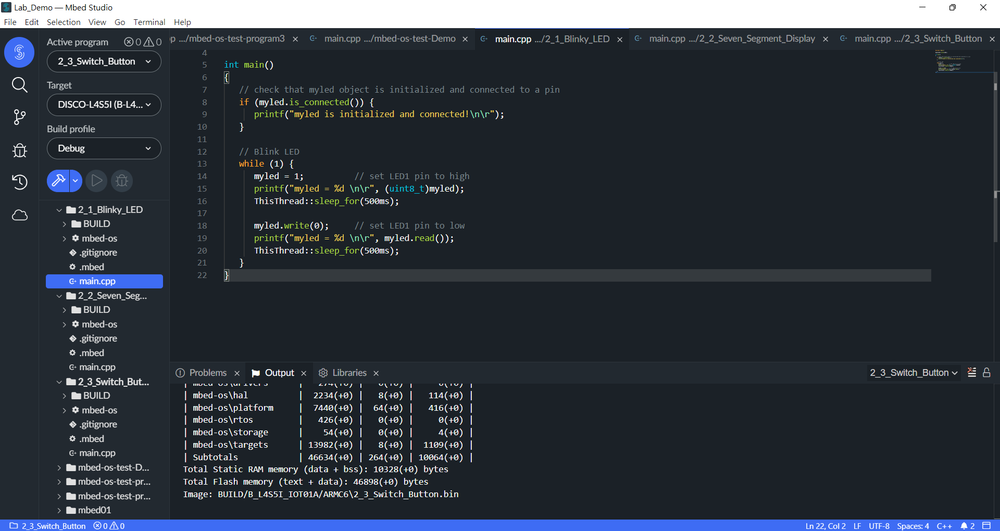 Lab_Demo — Mbed Studio
File Edit Selection View Go Terminal Help
Active program 0 0
2_3_Switch_Button
Target
DISCO-L4S5I (B-L4...
Build profile
Debug
2_1_Blinky_LED
BUILD
mbed-os
.gitignore
.mbed
main.cpp
2_2_Seven_Seg...
BUILD
mbed-os
.gitignore
.mbed
main.cpp
2_3_Switch_But...
BUILD
mbed-os
.gitignore
.mbed
main.cpp
mbed-os-test-D...
mbed-os-test-pr...
mbed-os-test-pr...
mbed01
p .../mbed-os-test-program3 main.cpp .../mbed-os-test-Demo main.cpp .../2_1_Blinky_LED main.cpp .../2_2_Seven_Segment_Display main.cpp .../2_3_Switch_Button
4
5 int main()
6 {
7 // check that myled object is initialized and connected to a pin
8 if (myled.is_connected()) {
9 printf("myled is initialized and connected!\n\r");
10 }
11
12 // Blink LED
13 while (1) {
14 myled = 1; // set LED1 pin to high
15 printf("myled = %d \n\r", (uint8_t)myled);
16 ThisThread::sleep_for(500ms);
17
18 myled.write(0); // set LED1 pin to low
19 printf("myled = %d \n\r", myled.read());
20 ThisThread::sleep_for(500ms);
21 }
22 }
Problems Output Libraries 2_3_Switch_Button
| mbed-os\drivers | 274(+0) | 0(+0) | 0(+0) |
| mbed-os\hal | 2234(+0) | 8(+0) | 114(+0) |
| mbed-os\platform | 7440(+0) | 64(+0) | 416(+0) |
| mbed-os\rtos | 426(+0) | 0(+0) | 0(+0) |
| mbed-os\storage | 54(+0) | 0(+0) | 4(+0) |
| mbed-os\targets | 13982(+0) | 8(+0) | 1109(+0) |
| Subtotals | 46634(+0) | 264(+0) | 10064(+0) |
Total Static RAM memory (data + bss): 10328(+0) bytes
Total Flash memory (text + data): 46898(+0) bytes
Image: BUILD/B_L4S5I_IOT01A/ARMC6\2_3_Switch_Button.bin
2_3_Switch_Button 0 0 Ln 22, Col 2 LF UTF-8 Spaces: 4 C++ 2